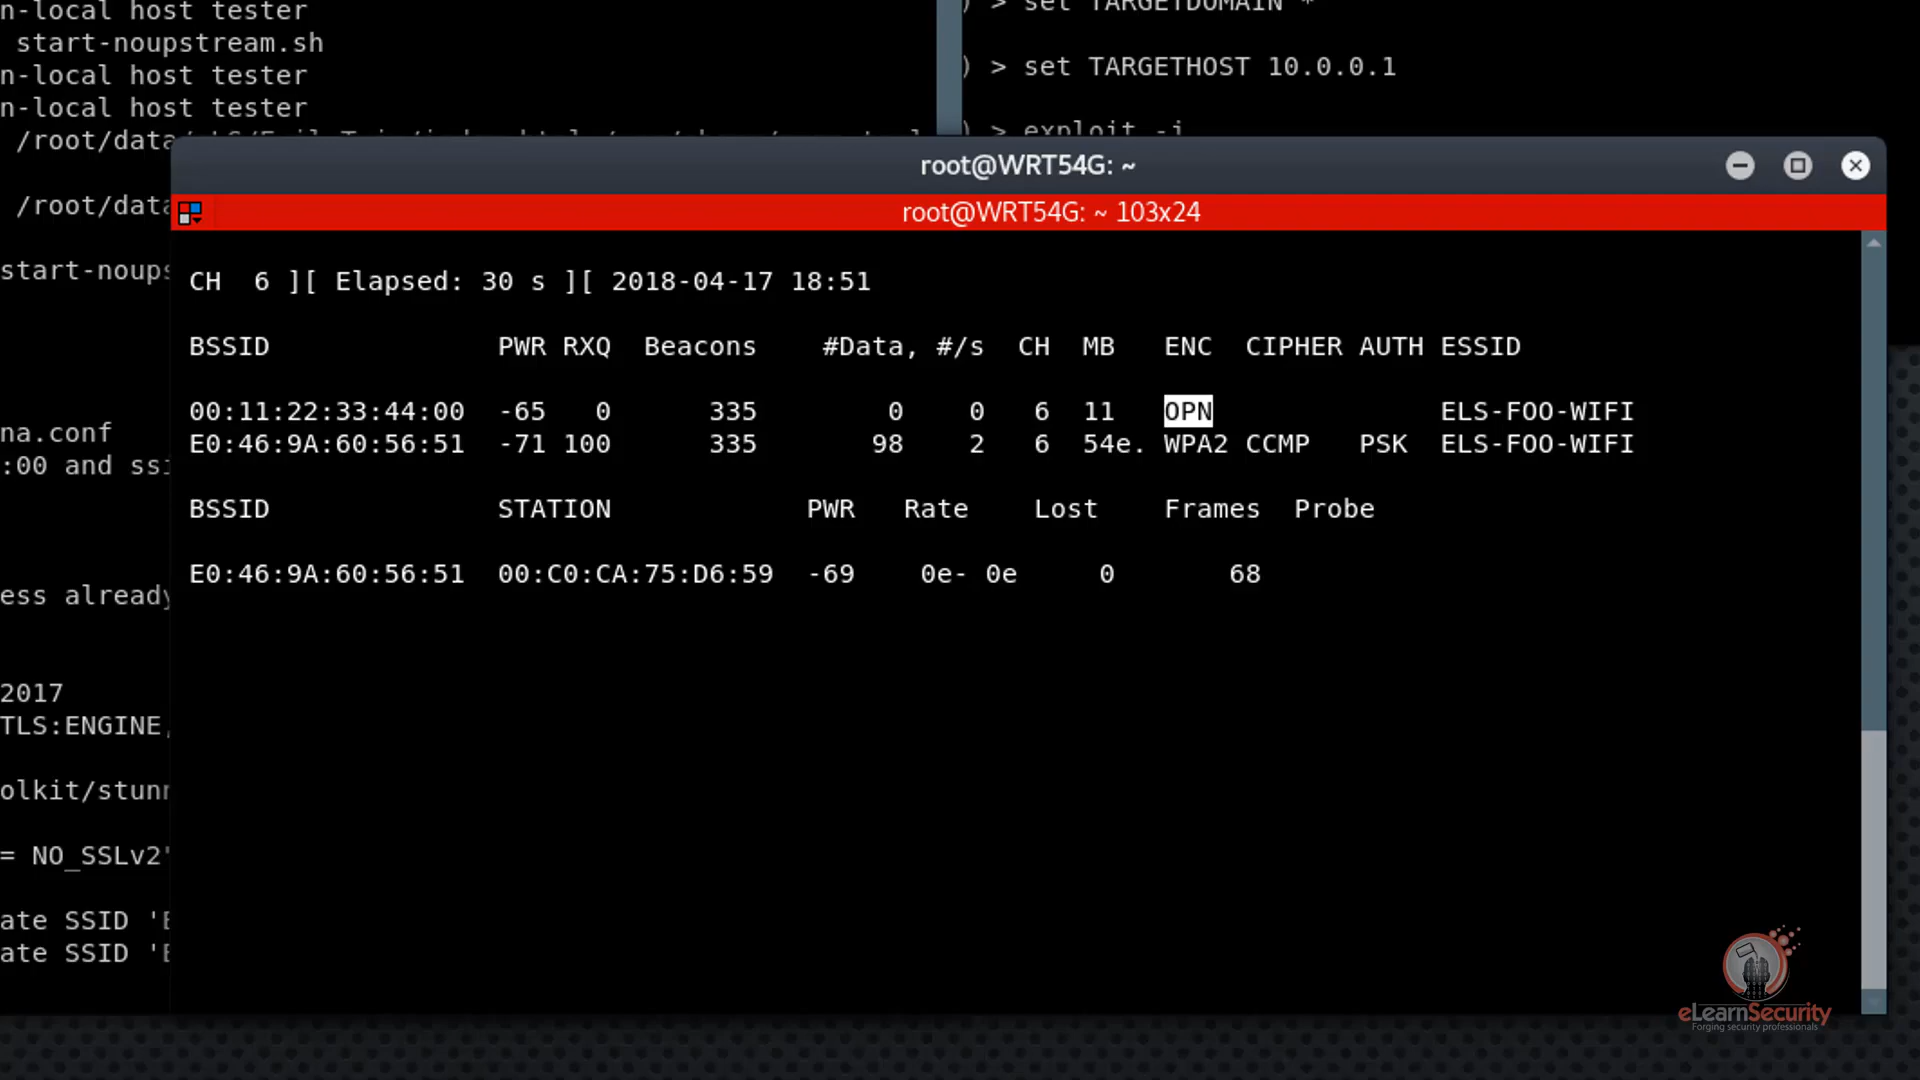 n-local host tester
start-noupstream.sh
n-local host tester
n-local host tester
/root/data
/root/data
start-noups
na.conf
:00 and ssi
ess already
2017
TLS:ENGINE,
olkit/stunn
= NO_SSLv2"
ate SSID 'E
ate SSID 'E
) > set TARGETDOMAIN *
) > set TARGETHOST 10.0.0.1
) > exploit -j
root@WRT54G: ~
root@WRT54G: ~ 103x24
CH 6 ][ Elapsed: 30 s ][ 2018-04-17 18:51
BSSID PWR RXQ Beacons #Data, #/s CH MB ENC CIPHER AUTH ESSID
00:11:22:33:44:00 -65 0 335 0 0 6 11 OPN ELS-FOO-WIFI
E0:46:9A:60:56:51 -71 100 335 98 2 6 54e. WPA2 CCMP PSK ELS-FOO-WIFI
BSSID STATION PWR Rate Lost Frames Probe
E0:46:9A:60:56:51 00:C0:CA:75:D6:59 -69 0e- 0e 0 68
eLearnSecurity
Forging security professionals